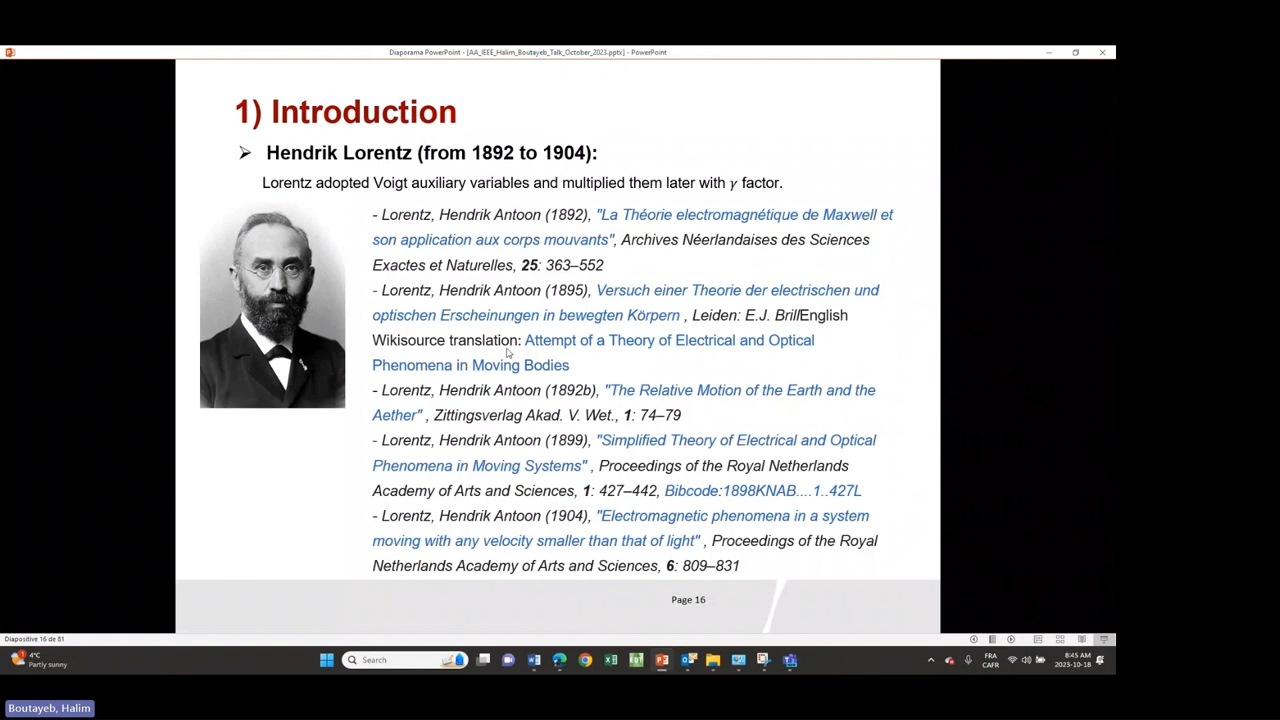 Diaporama PowerPoint - [AA_IEEE_Halim_Boutayeb_Talk_October_2023.pptx] - PowerPoint
1) Introduction
➢ Hendrik Lorentz (from 1892 to 1904):
Lorentz adopted Voigt auxiliary variables and multiplied them later with γ factor.
- Lorentz, Hendrik Antoon (1892), "La Théorie electromagnétique de Maxwell et
son application aux corps mouvants", Archives Néerlandaises des Sciences
Exactes et Naturelles, 25: 363–552
- Lorentz, Hendrik Antoon (1895), Versuch einer Theorie der electrischen und
optischen Erscheinungen in bewegten Körpern , Leiden: E.J. BrillEnglish
Wikisource translation: Attempt of a Theory of Electrical and Optical
Phenomena in Moving Bodies
- Lorentz, Hendrik Antoon (1892b), "The Relative Motion of the Earth and the
Aether" , Zittingsverlag Akad. V. Wet., 1: 74–79
- Lorentz, Hendrik Antoon (1899), "Simplified Theory of Electrical and Optical
Phenomena in Moving Systems" , Proceedings of the Royal Netherlands
Academy of Arts and Sciences, 1: 427–442, Bibcode:1898KNAB....1..427L
- Lorentz, Hendrik Antoon (1904), "Electromagnetic phenomena in a system
moving with any velocity smaller than that of light" , Proceedings of the Royal
Netherlands Academy of Arts and Sciences, 6: 809–831
Page 16
Diapositive 16 de 81
4°C
Partly sunny
Search
FRA
CAFR
8:45 AM
2023-10-18
Boutayeb, Halim